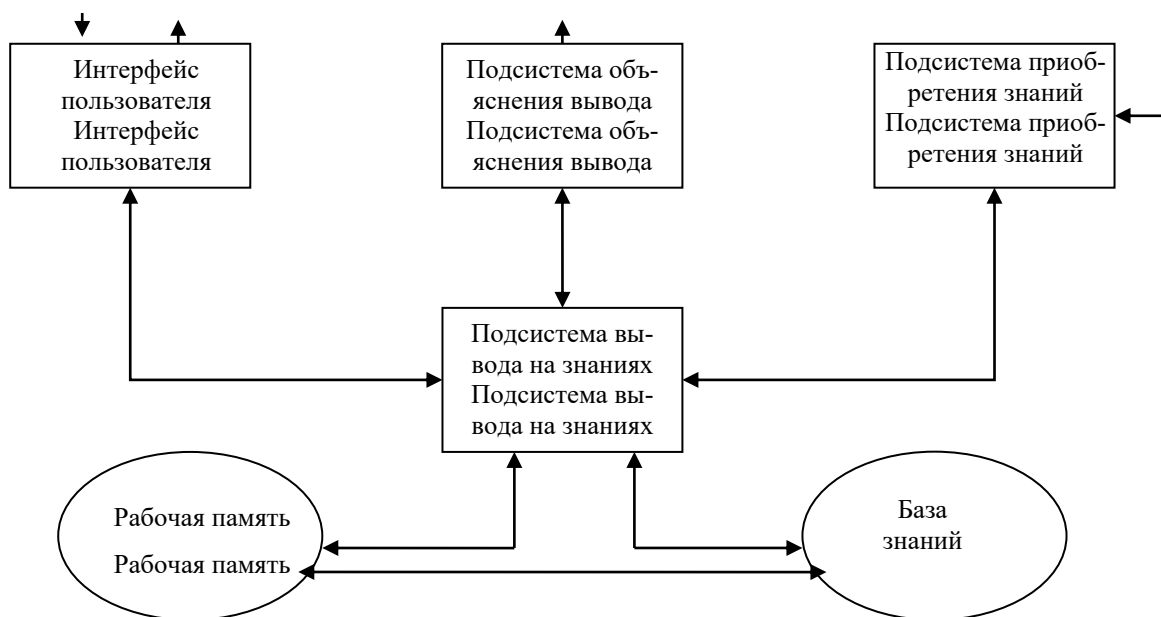 Интерфейс
пользователя
Интерфейс
пользователя
Подсистема объ-
яснения вывода
Подсистема объ-
яснения вывода
Подсистема приоб-
ретения знаний
Подсистема приоб-
ретения знаний
Подсистема вы-
вода на знаниях
Подсистема вы-
вода на знаниях
Рабочая память
Рабочая память
База
знаний